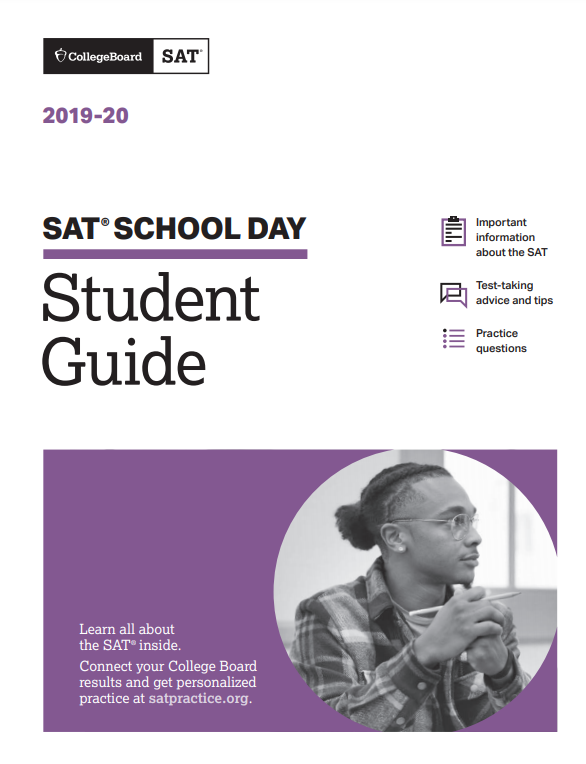 CollegeBoard SAT®
2019-20
SAT® SCHOOL DAY
Student
Guide
Important
information
about the SAT
Test-taking
advice and tips
Practice
questions
Learn all about
the SAT® inside.
Connect your College Board
results and get personalized
practice at satpractice.org.